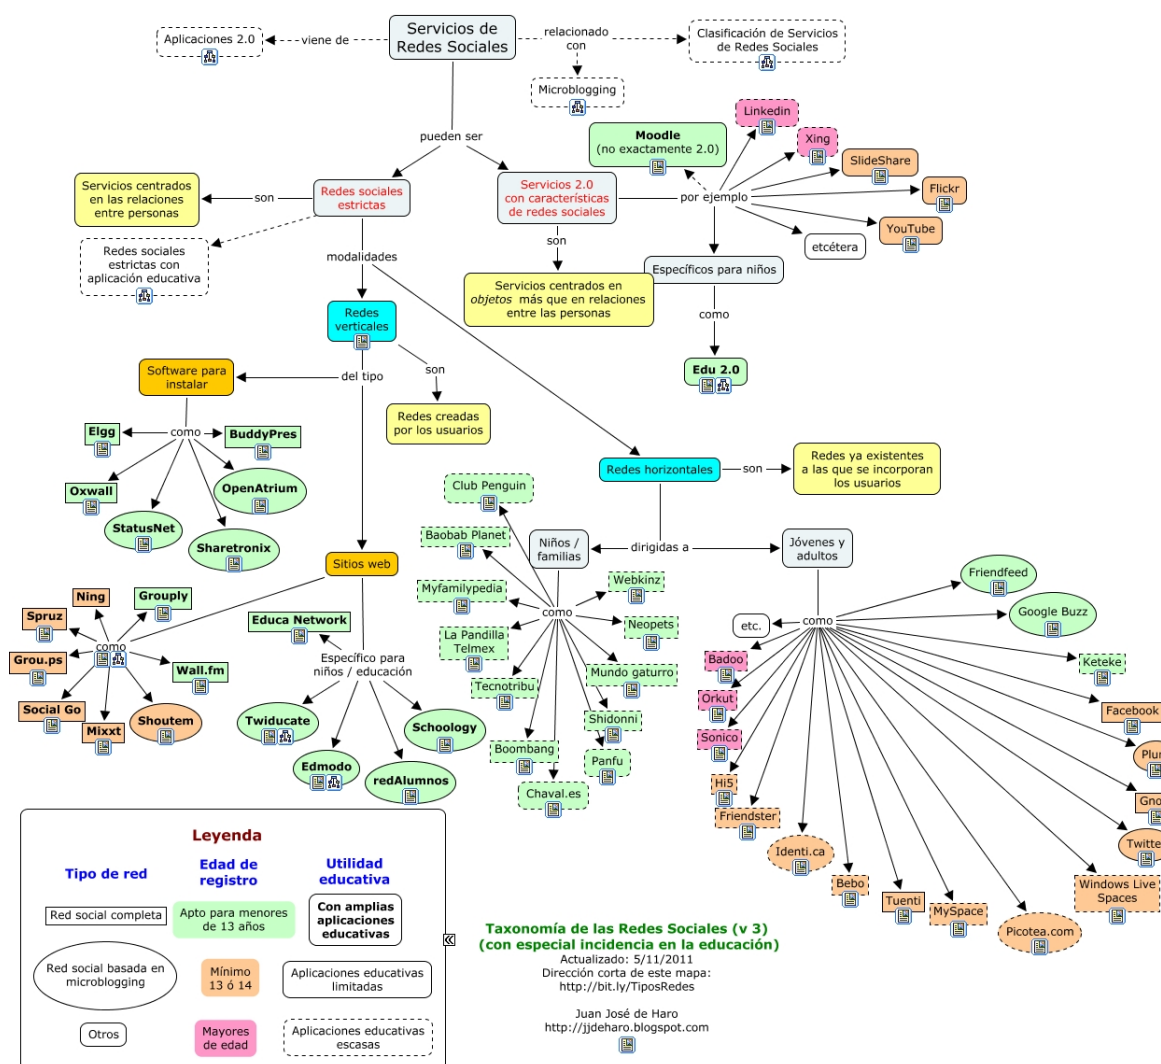 Servicios de
Redes Sociales
viene de
Aplicaciones 2.0
relacionado
con
Clasificación de Servicios
de Redes Sociales
Microblogging
pueden ser
Redes sociales
estrictas
son
Servicios centrados
en las relaciones
entre personas
Redes sociales
estrictas con
aplicación educativa
Servicios 2.0
con características
de redes sociales
por ejemplo
Moodle
(no exactamente 2.0)
Linkedin
Xing
SlideShare
Flickr
YouTube
etcétera
son
Servicios centrados en
objetos más que en relaciones
entre las personas
Específicos para niños
como
Edu 2.0
modalidades
Redes
verticales
son
Redes creadas
por los usuarios
del tipo
Software para
instalar
como
Elgg
BuddyPres
Oxwall
OpenAtrium
StatusNet
Sharetronix
Sitios web
como
Ning
Grouply
Spruz
Grou.ps
Wall.fm
Social Go
Mixxt
Shoutem
Educa Network
Específico para
niños / educación
Twiducate
Schoology
Edmodo
redAlumnos
Redes horizontales
son
Redes ya existentes
a las que se incorporan
los usuarios
dirigidas a
Niños /
familias
como
Club Penguin
Baobab Planet
Webkinz
Myfamilypedia
Neopets
La Pandilla
Telmex
Mundo gaturro
Tecnotribu
Shidonni
Boombang
Panfu
Chaval.es
Jóvenes y
adultos
como
Friendfeed
Google Buzz
etc.
Keteke
Badoo
Orkut
Facebook
Sonico
Plur
Hi5
Gno
Friendster
Twitte
Identi.ca
Bebo
Windows Live
Spaces
Tuenti
MySpace
Picotea.com
Leyenda
Tipo de red
Edad de
registro
Utilidad
educativa
Red social completa
Apto para menores
de 13 años
Con amplias
aplicaciones
educativas
Red social basada en
microblogging
Mínimo
13 ó 14
Aplicaciones educativas
limitadas
Otros
Mayores
de edad
Aplicaciones educativas
escasas
Taxonomía de las Redes Sociales (v 3)
(con especial incidencia en la educación)
Actualizado: 5/11/2011
Dirección corta de este mapa:
http://bit.ly/TiposRedes
Juan José de Haro
http://jjdeharo.blogspot.com